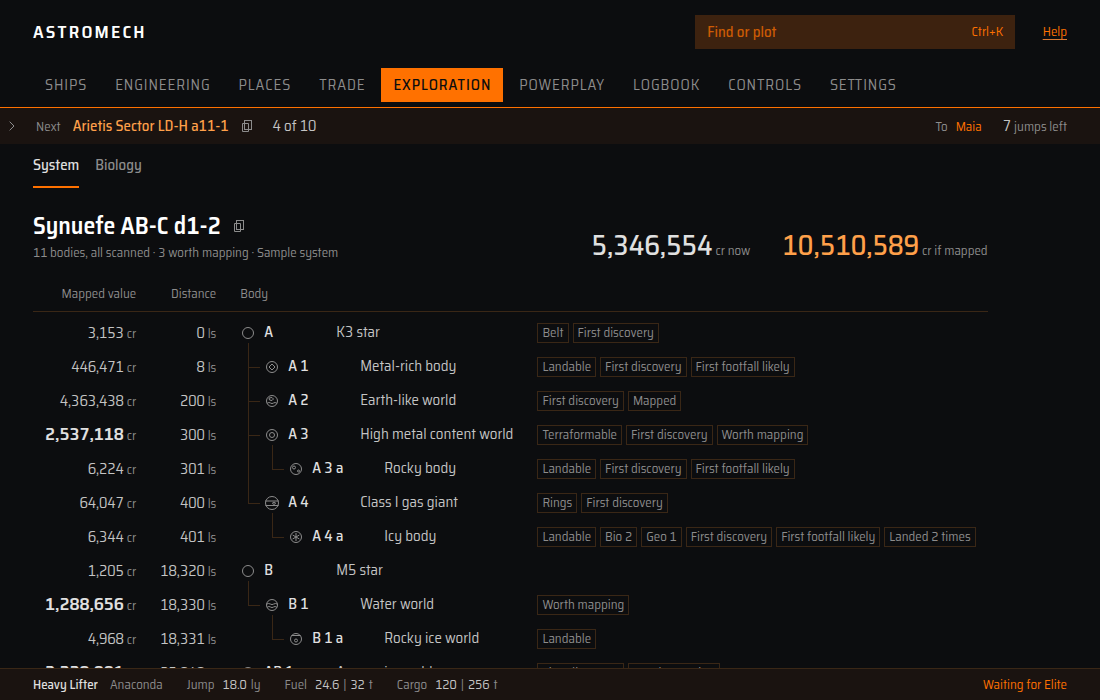 ASTROMECH
Find or plot Ctrl+K Help
SHIPS ENGINEERING PLACES TRADE EXPLORATION POWERPLAY LOGBOOK CONTROLS SETTINGS
Next Arietis Sector LD-H a11-1 4 of 10 To Maia 7 jumps left
System Biology
Synuefe AB-C d1-2
11 bodies, all scanned · 3 worth mapping · Sample system
5,346,554 cr now 10,510,589 cr if mapped
Mapped value Distance Body
3,153 cr 0 ls A K3 star Belt First discovery
446,471 cr 8 ls A 1 Metal-rich body Landable First discovery First footfall likely
4,363,438 cr 200 ls A 2 Earth-like world First discovery Mapped
2,537,118 cr 300 ls A 3 High metal content world Terraformable First discovery Worth mapping
6,224 cr 301 ls A 3 a Rocky body Landable First discovery First footfall likely
64,047 cr 400 ls A 4 Class I gas giant Rings First discovery
6,344 cr 401 ls A 4 a Icy body Landable Bio 2 Geo 1 First discovery First footfall likely Landed 2 times
1,205 cr 18,320 ls B M5 star
1,288,656 cr 18,330 ls B 1 Water world Worth mapping
4,968 cr 18,331 ls B 1 a Rocky ice world Landable
Heavy Lifter Anaconda Jump 18.0 ly Fuel 24.6 | 32 t Cargo 120 | 256 t Waiting for Elite